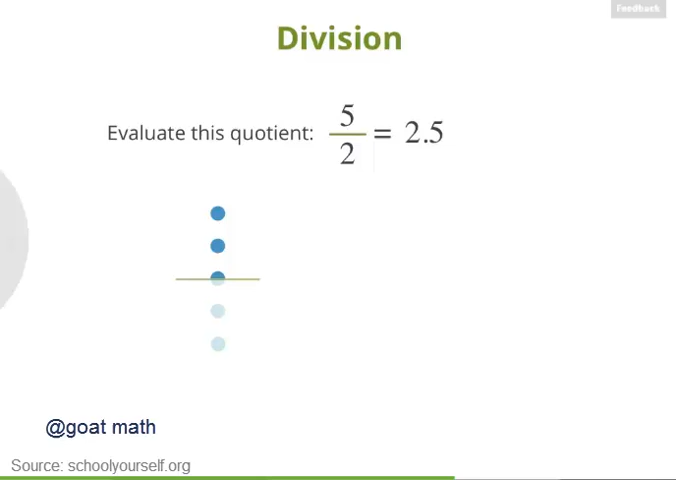 Feedback
Division
Evaluate this quotient: 5/2 = 2.5
@goat math
Source: schoolyourself.org